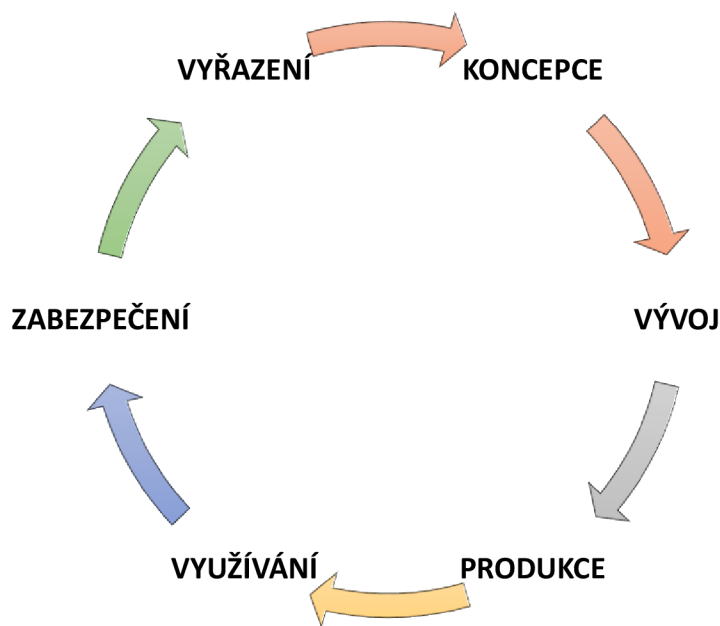 VYŘAZENÍ
KONCEPCE
ZABEZPEČENÍ
VÝVOJ
VYUŽÍVÁNÍ
PRODUKCE